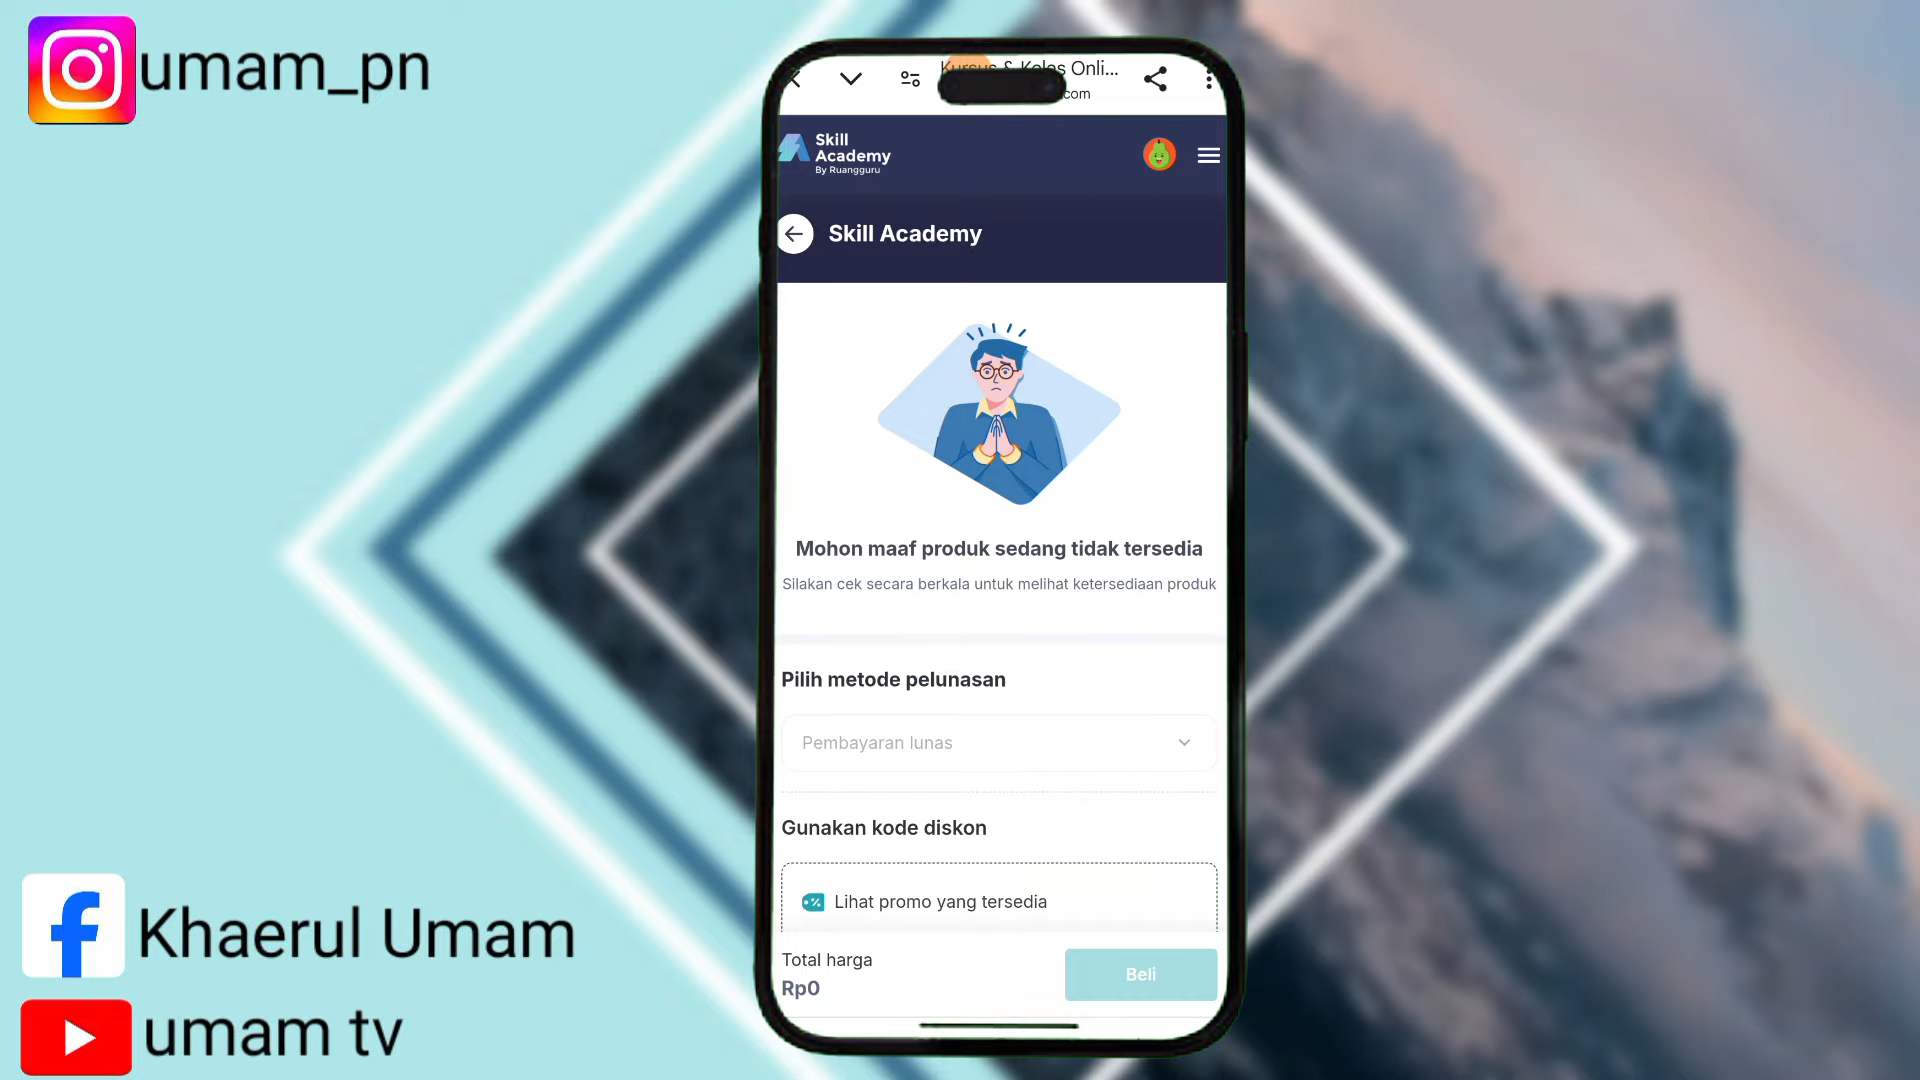 umam_pn
Onli...
com
Skill
Academy
By Ruangguru
Skill Academy
Mohon maaf produk sedang tidak tersedia
Silakan cek secara berkala untuk melihat ketersediaan produk
Pilih metode pelunasan
Pembayaran lunas
Gunakan kode diskon
Lihat promo yang tersedia
Total harga
Rp0
Beli
Khaerul Umam
umam tv